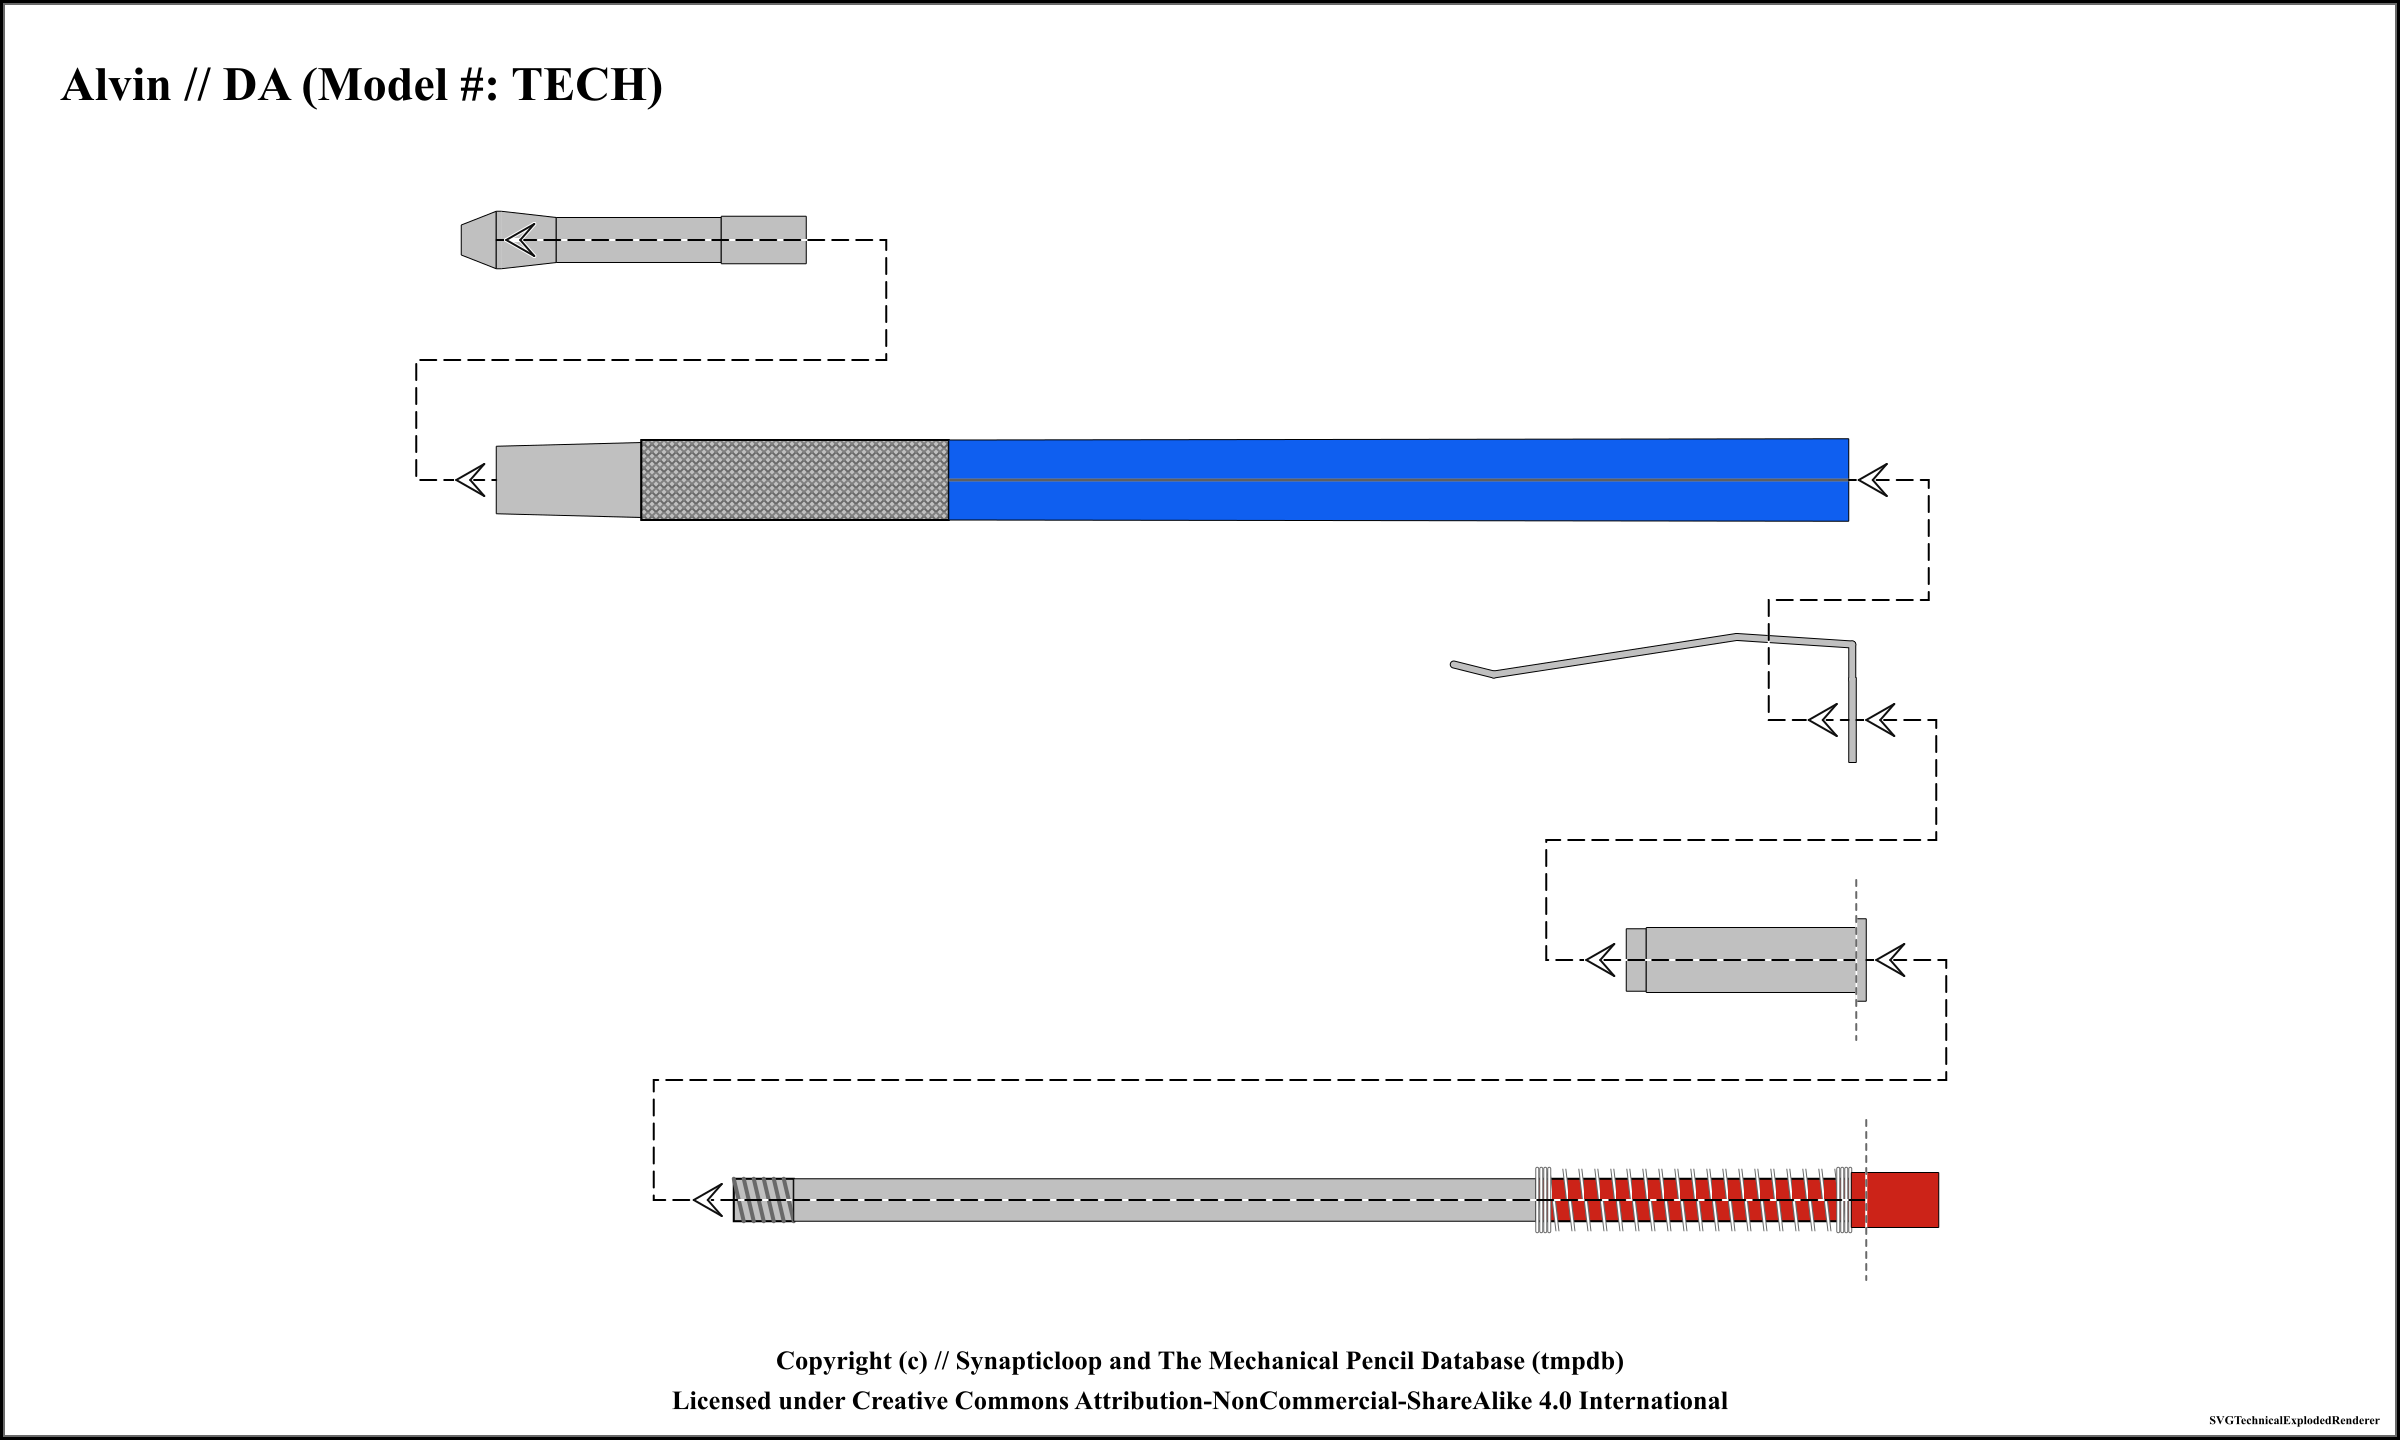 Alvin // DA (Model #: TECH)
Copyright (c) // Synapticloop and The Mechanical Pencil Database (tmpdb)
Licensed under Creative Commons Attribution-NonCommercial-ShareAlike 4.0 International
SVGTechnicalExplodedRenderer